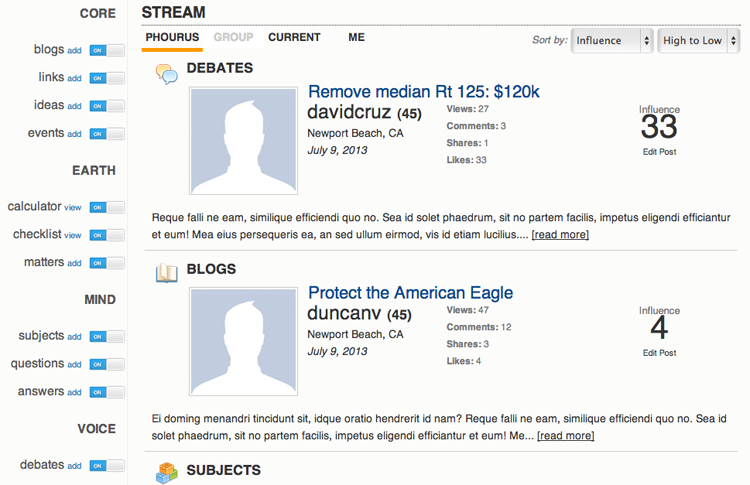 CORE
blogs add ON
links add ON
ideas add ON
events add ON
EARTH
calculator view ON
checklist view ON
matters add ON
MIND
subjects add ON
questions add ON
answers add ON
VOICE
debates add ON
STREAM
PHOURUS GROUP CURRENT ME
Sort by: Influence High to Low
DEBATES
Remove median Rt 125: $120k
davidcruz (45)
Newport Beach, CA
July 9, 2013
Views: 27
Comments: 3
Shares: 1
Likes: 33
Influence
33
Edit Post
Reque falli ne eam, similique efficiendi quo no. Sea id solet phaedrum, sit no partem facilis, impetus eligendi efficiantur
et eum! Mea eius persequeris ea, an sed ullum eirmod, vis id etiam lucilius.... [read more]
BLOGS
Protect the American Eagle
duncanv (45)
Newport Beach, CA
July 9, 2013
Views: 47
Comments: 12
Shares: 3
Likes: 4
Influence
4
Edit Post
Ei doming menandri tincidunt sit, idque oratio hendrerit id nam? Reque falli ne eam, similique efficiendi quo no. Sea id
solet phaedrum, sit no partem facilis, impetus eligendi efficiantur et eum! Me... [read more]
SUBJECTS